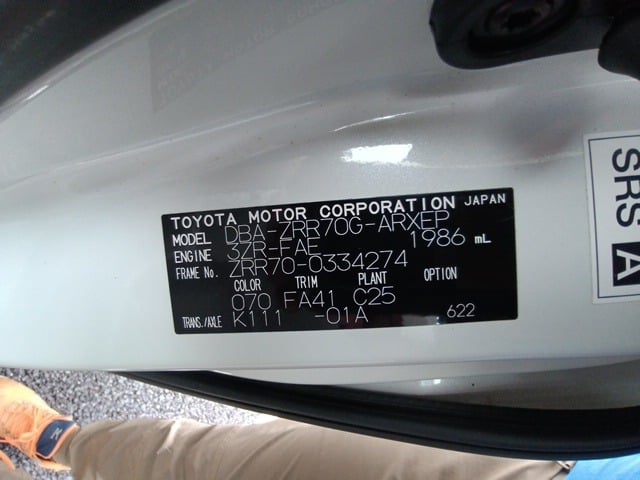 TOYOTA MOTOR CORPORATION JAPAN
MODEL DBA-ZRR70G-ARXEP
3ZR-FAE 1986 mL
FRAME No. ZRR70-0334274
COLOR TRIM PLANT OPTION
070 FA41 C25
TRANS./AXLE K111 -01A 622
SRS A